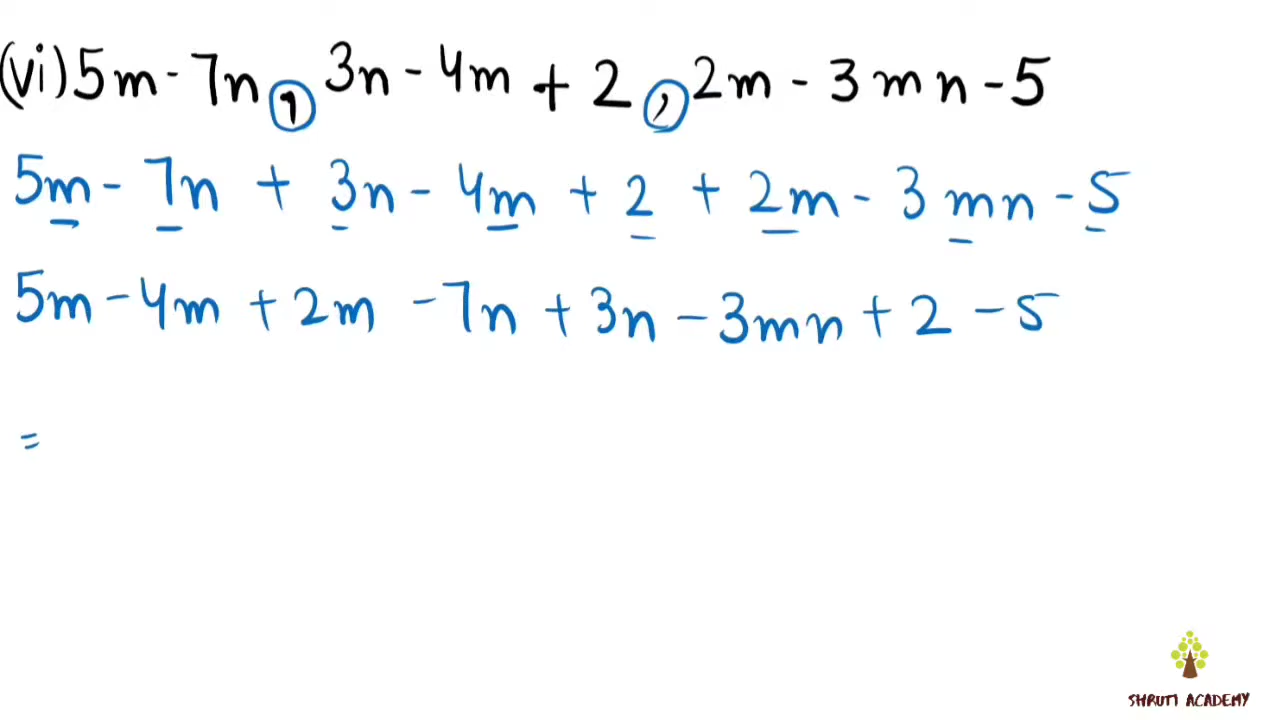 (vi) 5m - 7n , 3n - 4m + 2 , 2m - 3mn - 5
5m - 7n + 3n - 4m + 2 + 2m - 3mn - 5
5m - 4m + 2m - 7n + 3n - 3mn + 2 - 5
=
SHRUTI ACADEMY